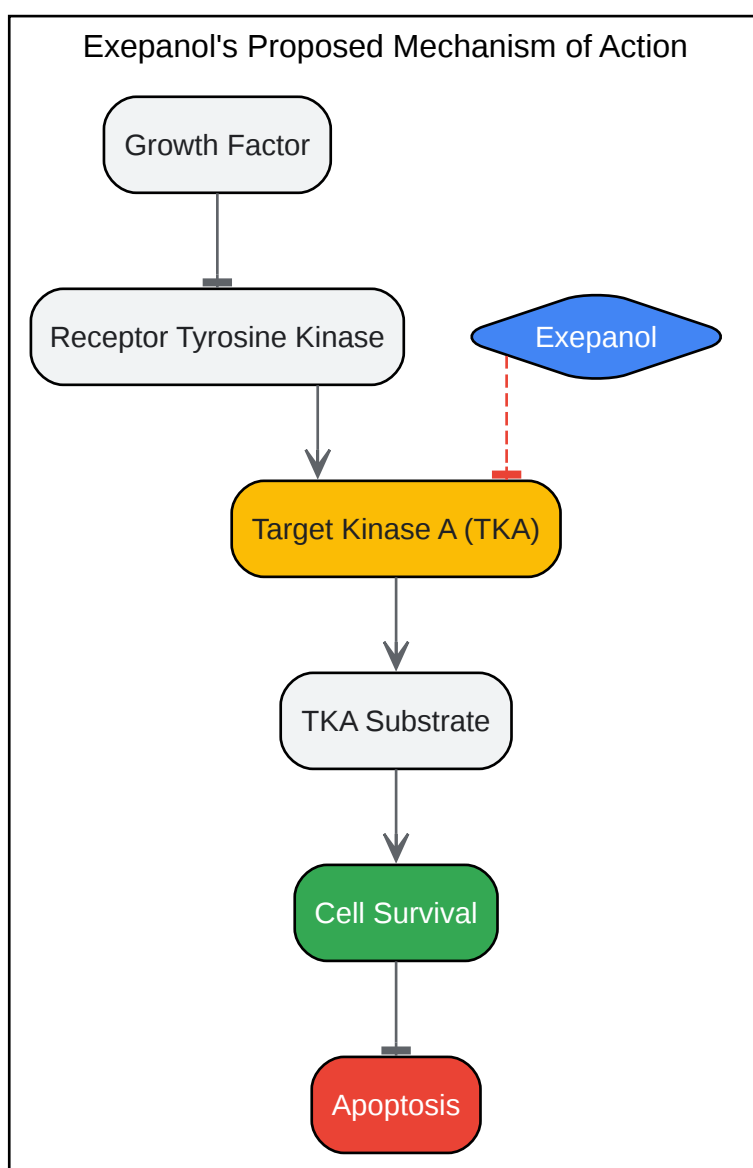 Exepanol's Proposed Mechanism of Action
Growth Factor
Receptor Tyrosine Kinase
Exepanol
Target Kinase A (TKA)
TKA Substrate
Cell Survival
Apoptosis